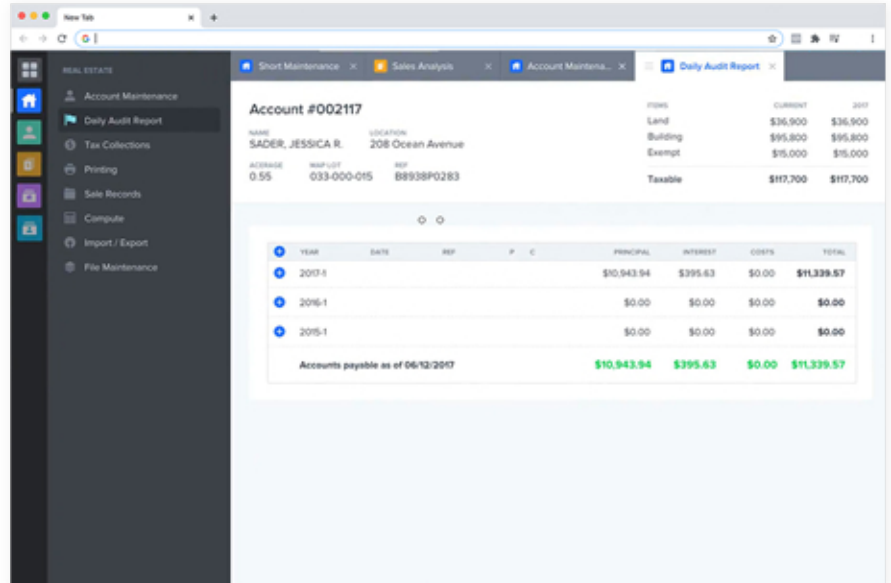 New Tab
G
REAL ESTATE
Account Maintenance
Daily Audit Report
Tax Collections
Printing
Sale Records
Compute
Import / Export
File Maintenance
Short Maintenance
Sales Analysis
Account Maintena...
Daily Audit Report
Account #002117
NAME LOCATION
SADER, JESSICA R. 208 Ocean Avenue
ACERAGE MAP LOT REF
0.55 033-000-015 B8938P0283
ITEMS CURRENT 2017
Land $36,900 $36,900
Building $95,800 $95,800
Exempt $15,000 $15,000
Taxable $117,700 $117,700
YEAR DATE REF P C PRINCIPAL INTEREST COSTS TOTAL
2017-1 $10,943.94 $395.63 $0.00 $11,339.57
2016-1 $0.00 $0.00 $0.00 $0.00
2015-1 $0.00 $0.00 $0.00 $0.00
Accounts payable as of 06/12/2017 $10,943.94 $395.63 $0.00 $11,339.57